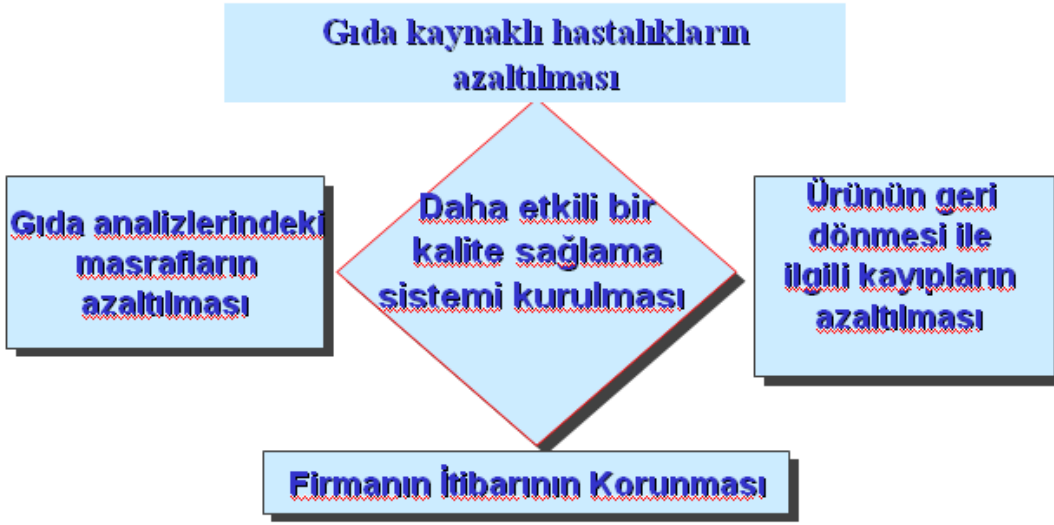 Gıda kaynaklı hastalıkların
azaltılması
Gıda analizlerindeki
masrafların
azaltılması
Daha etkili bir
kalite sağlama
sistemi kurulması
Ürünün geri
dönmesi ile
ilgili kayıpların
azaltılması
Firmanın İtibarının Korunması